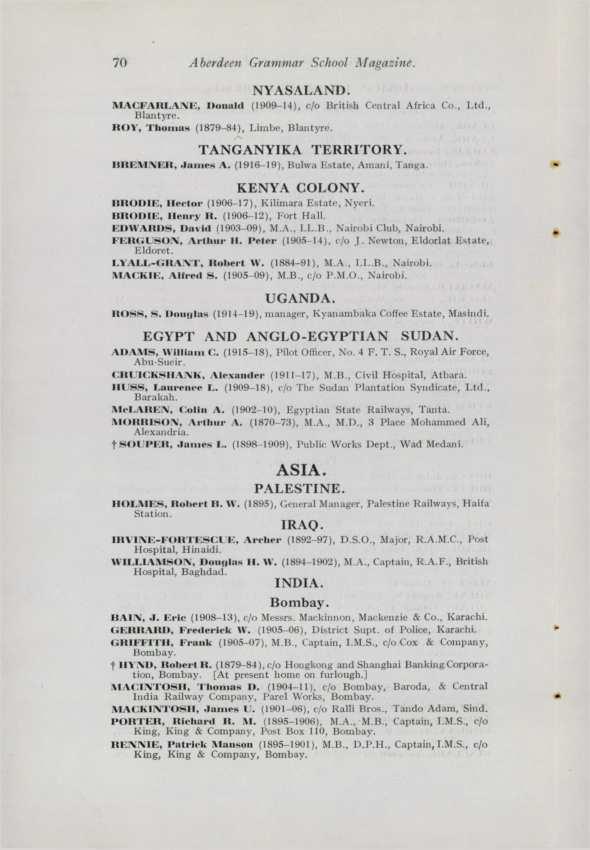 70 Aberdeen Grammar School Magazine.
NYASALAND.
MACFARLANE, Donald (1909–14), c/o British Central Africa Co., Ltd.,
Blantyre.
ROY, Thomas (1879–84), Limbe, Blantyre.
TANGANYIKA TERRITORY.
BREMNER, James A. (1916–19), Bulwa Estate, Amani, Tanga.
KENYA COLONY.
BRODIE, Hector (1906–17), Kilimara Estate, Nyeri.
BRODIE, Henry R. (1906–12), Fort Hall.
EDWARDS, David (1903–09), M.A., LL.B., Nairobi Club, Nairobi.
FERGUSON, Arthur H. Peter (1905–14), c/o J. Newton, Eldorlat Estate,
Eldoret.
LYALL-GRANT, Robert W. (1884–91), M.A., LL.B., Nairobi.
MACKIE, Alfred S. (1905–09), M.B., c/o P.M.O., Nairobi.
UGANDA.
ROSS, S. Douglas (1914–19), manager, Kyanambaka Coffee Estate, Masindi.
EGYPT AND ANGLO-EGYPTIAN SUDAN.
ADAMS, William C. (1915–18), Pilot Officer, No. 4 F. T. S., Royal Air Force,
Abu-Sueir.
CRUICKSHANK, Alexander (1911–17), M.B., Civil Hospital, Atbara.
HUSS, Laurence L. (1909–18), c/o The Sudan Plantation Syndicate, Ltd.,
Barakah.
McLAREN, Colin A. (1902–10), Egyptian State Railways, Tanta.
MORRISON, Arthur A. (1870–73), M.A., M.D., 3 Place Mohammed Ali,
Alexandria.
† SOUPER, James L. (1898–1909), Public Works Dept., Wad Medani.
ASIA.
PALESTINE.
HOLMES, Robert B. W. (1895), General Manager, Palestine Railways, Haifa
Station.
IRAQ.
IRVINE-FORTESCUE, Archer (1892–97), D.S.O., Major, R.A.M.C., Post
Hospital, Hinaidi.
WILLIAMSON, Douglas H. W. (1894–1902), M.A., Captain, R.A.F., British
Hospital, Baghdad.
INDIA.
Bombay.
BAIN, J. Eric (1908–13), c/o Messrs. Mackinnon, Mackenzie & Co., Karachi.
GERRARD, Frederick W. (1905–06), District Supt. of Police, Karachi.
GRIFFITH, Frank (1905–07), M.B., Captain, I.M.S., c/o Cox & Company,
Bombay.
† HYND, Robert R. (1879–84), c/o Hongkong and Shanghai Banking Corpora-
tion, Bombay. [At present home on furlough.]
MACINTOSH, Thomas D. (1904–11), c/o Bombay, Baroda, & Central
India Railway Company, Parel Works, Bombay.
MACKINTOSH, James U. (1901–06), c/o Ralli Bros., Tando Adam, Sind.
PORTER, Richard R. M. (1895–1906), M.A., M.B., Captain, I.M.S., c/o
King, King & Company, Post Box 110, Bombay.
RENNIE, Patrick Manson (1895–1901), M.B., D.P.H., Captain, I.M.S., c/o
King, King & Company, Bombay.